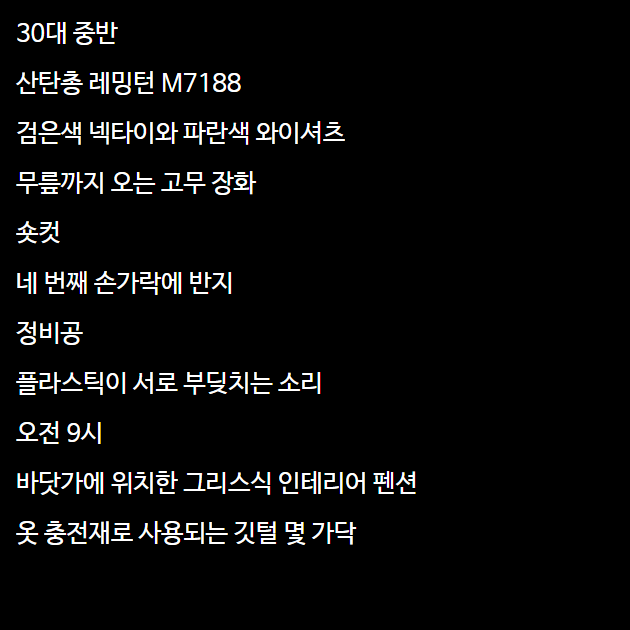 30대 중반
산탄총 레밍턴 M7188
검은색 넥타이와 파란색 와이셔츠
무릎까지 오는 고무 장화
숏컷
네 번째 손가락에 반지
정비공
플라스틱이 서로 부딪치는 소리
오전 9시
바닷가에 위치한 그리스식 인테리어 펜션
옷 충전재로 사용되는 깃털 몇 가닥